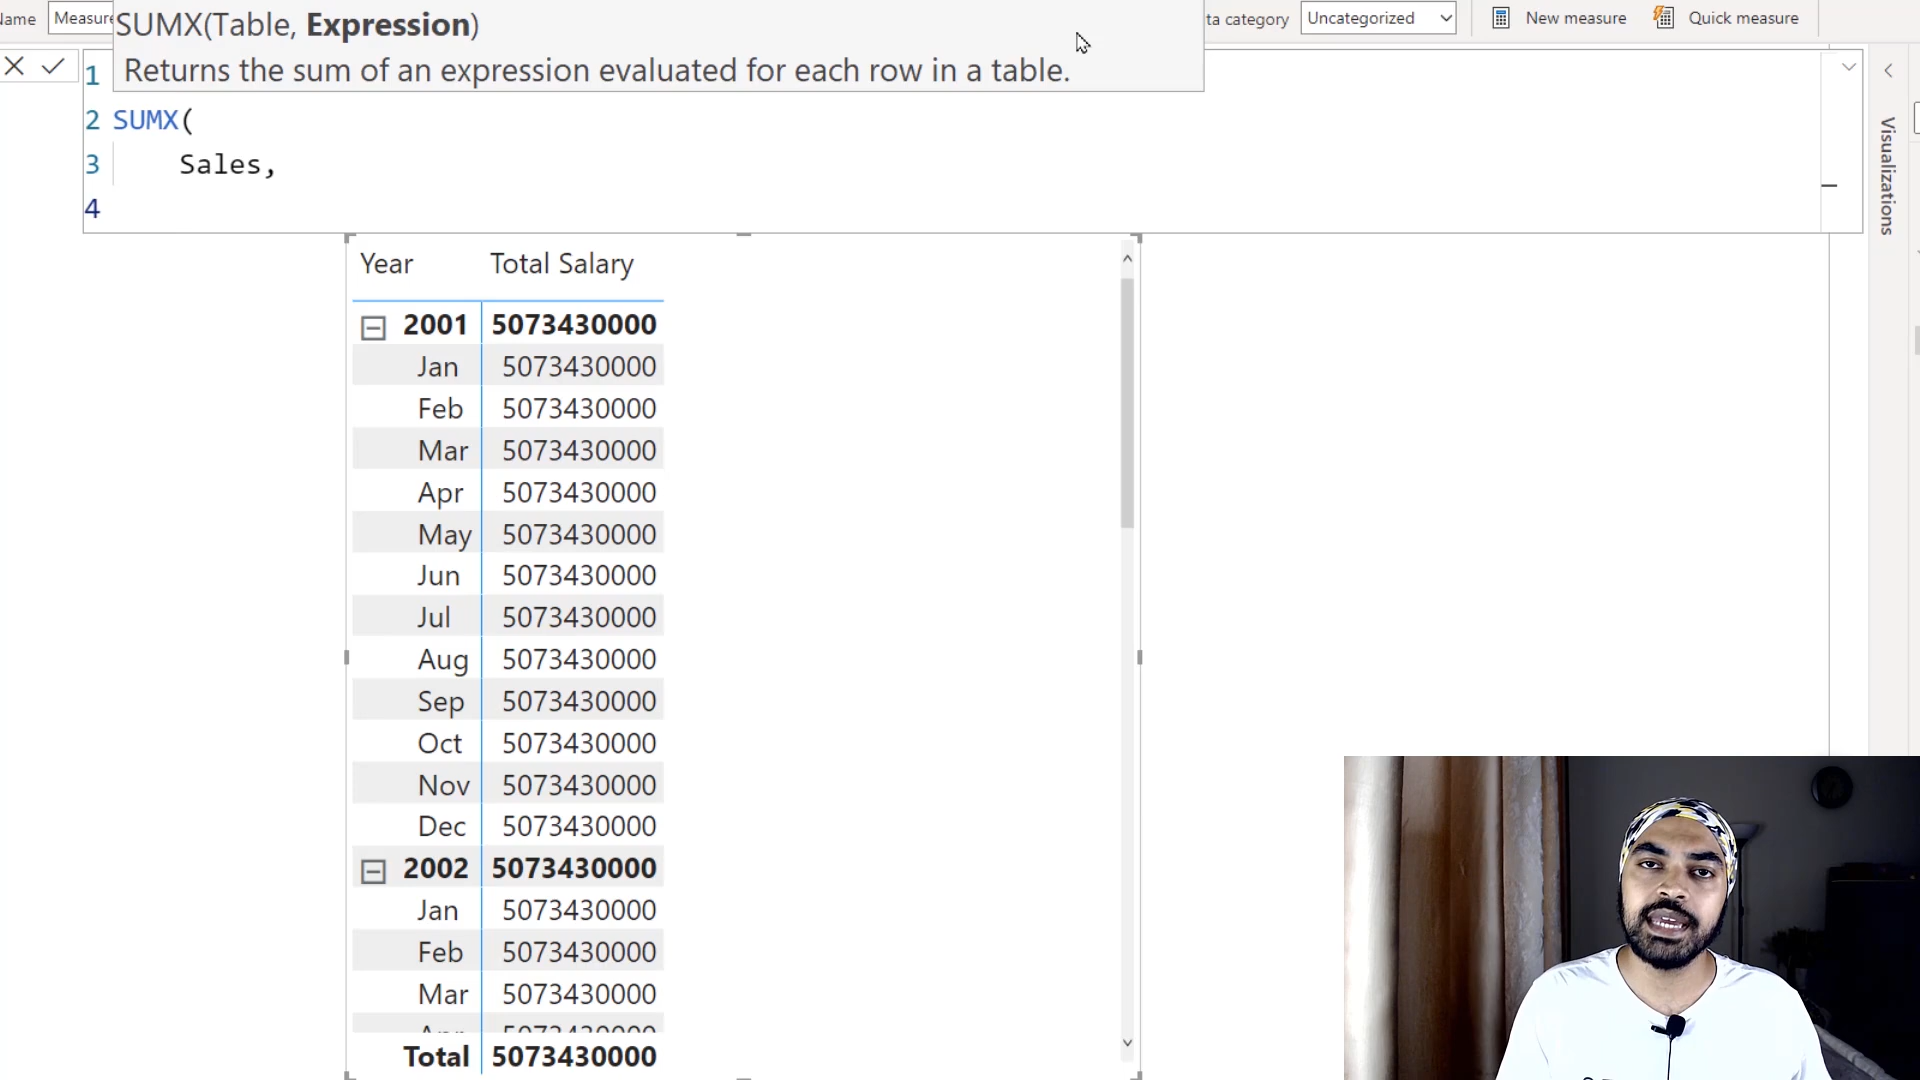 Name Measure
SUMX(Table, Expression)
Returns the sum of an expression evaluated for each row in a table.
Uncategorized
New measure
Quick measure
category
1
2 SUMX(
3 Sales,
4
Visualizations
Year Total Salary
2001 5073430000
Jan 5073430000
Feb 5073430000
Mar 5073430000
Apr 5073430000
May 5073430000
Jun 5073430000
Jul 5073430000
Aug 5073430000
Sep 5073430000
Oct 5073430000
Nov 5073430000
Dec 5073430000
2002 5073430000
Jan 5073430000
Feb 5073430000
Mar 5073430000
Total 5073430000